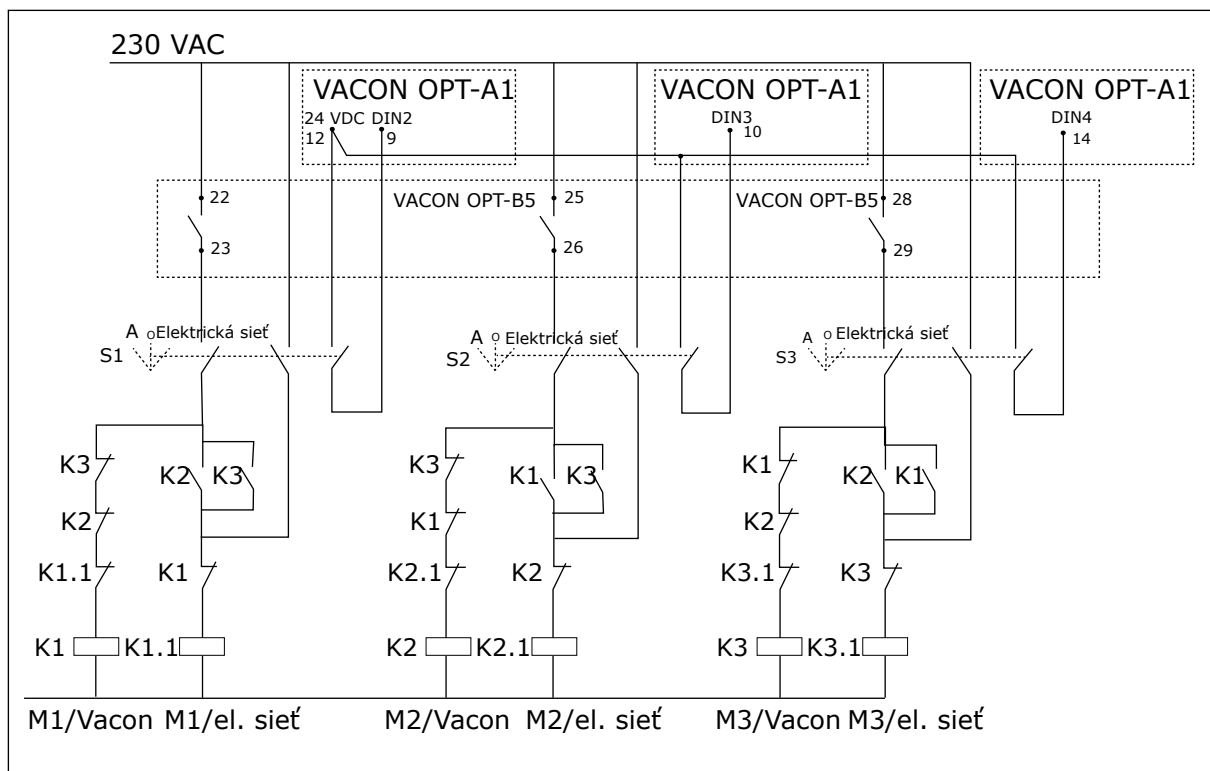 230 VAC
VACON OPT-A1
VACON OPT-A1
VACON OPT-A1
24 VDC DIN2
12 9
DIN3
10
DIN4
14
22
VACON OPT-B5
25
VACON OPT-B5
28
23
26
29
A O Elektrická sieť
S1
A O Elektrická sieť
S2
A O Elektrická sieť
S3
K3 K2 K3
K3 K1 K3
K1 K2 K1
K2
K1
K2
K1.1 K1
K2.1 K2
K3.1 K3
K1 K1.1
K2 K2.1
K3 K3.1
M1/Vacon M1/el. sieť
M2/Vacon M2/el. sieť
M3/Vacon M3/el. sieť